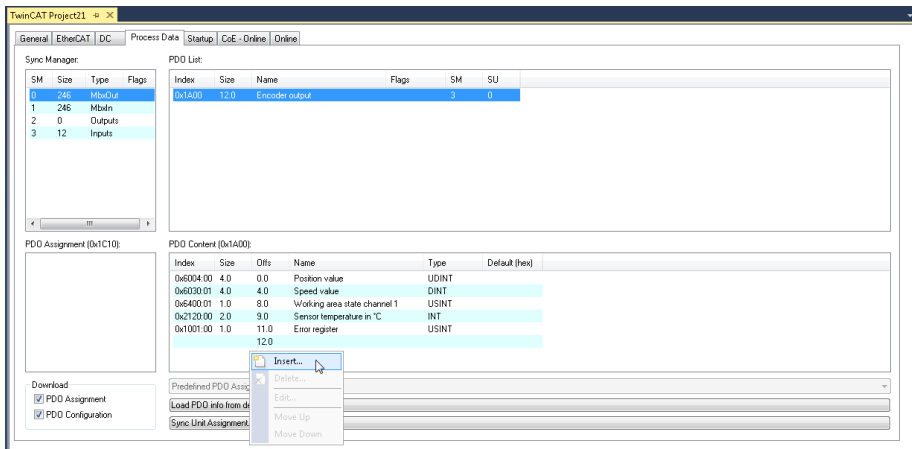 TwinCAT Project21
General EtherCAT DC Process Data Startup CoE - Online Online
Sync Manager:
SM Size Type Flags
0 246 MbxOut
1 246 MbxIn
2 0 Outputs
3 12 Inputs
PDO List:
Index Size Name Flags SM SU
0x1A00 12.0 Encoder output 3 0
PDO Assignment (0x1C10):
PDO Content (0x1A00):
Index Size Offs Name Type Default (hex)
0x6004:00 4.0 0.0 Position value UDINT
0x6030:01 4.0 4.0 Speed value DINT
0x6400:01 1.0 8.0 Working area state channel 1 USINT
0x2120:00 2.0 9.0 Sensor temperature in °C INT
0x1001:00 1.0 11.0 Error register USINT
12.0
Insert...
Delete...
Edit...
Move Up
Move Down
Download
PDO Assignment
PDO Configuration
Predefined PDO Assig
Load PDO info from de
Sync Unit Assignment.